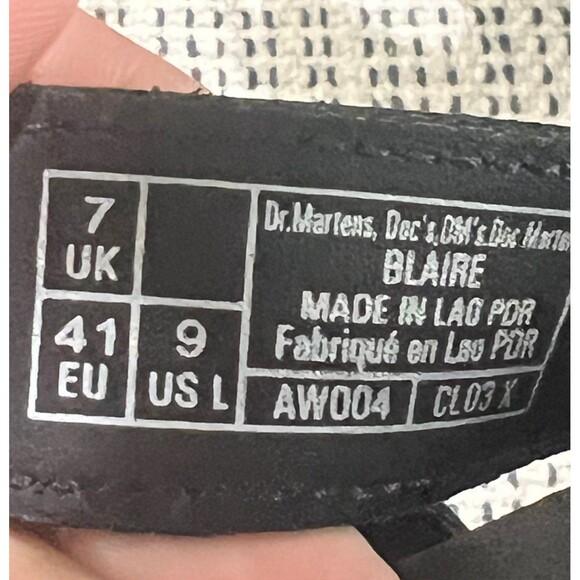 7
UK
41
EU
9
US L
Dr.Martens, Doc's, DM's, Doc Marten
BLAIRE
MADE IN LAO PDR
Fabriqué en Lao PDR
AW004
CL03 X